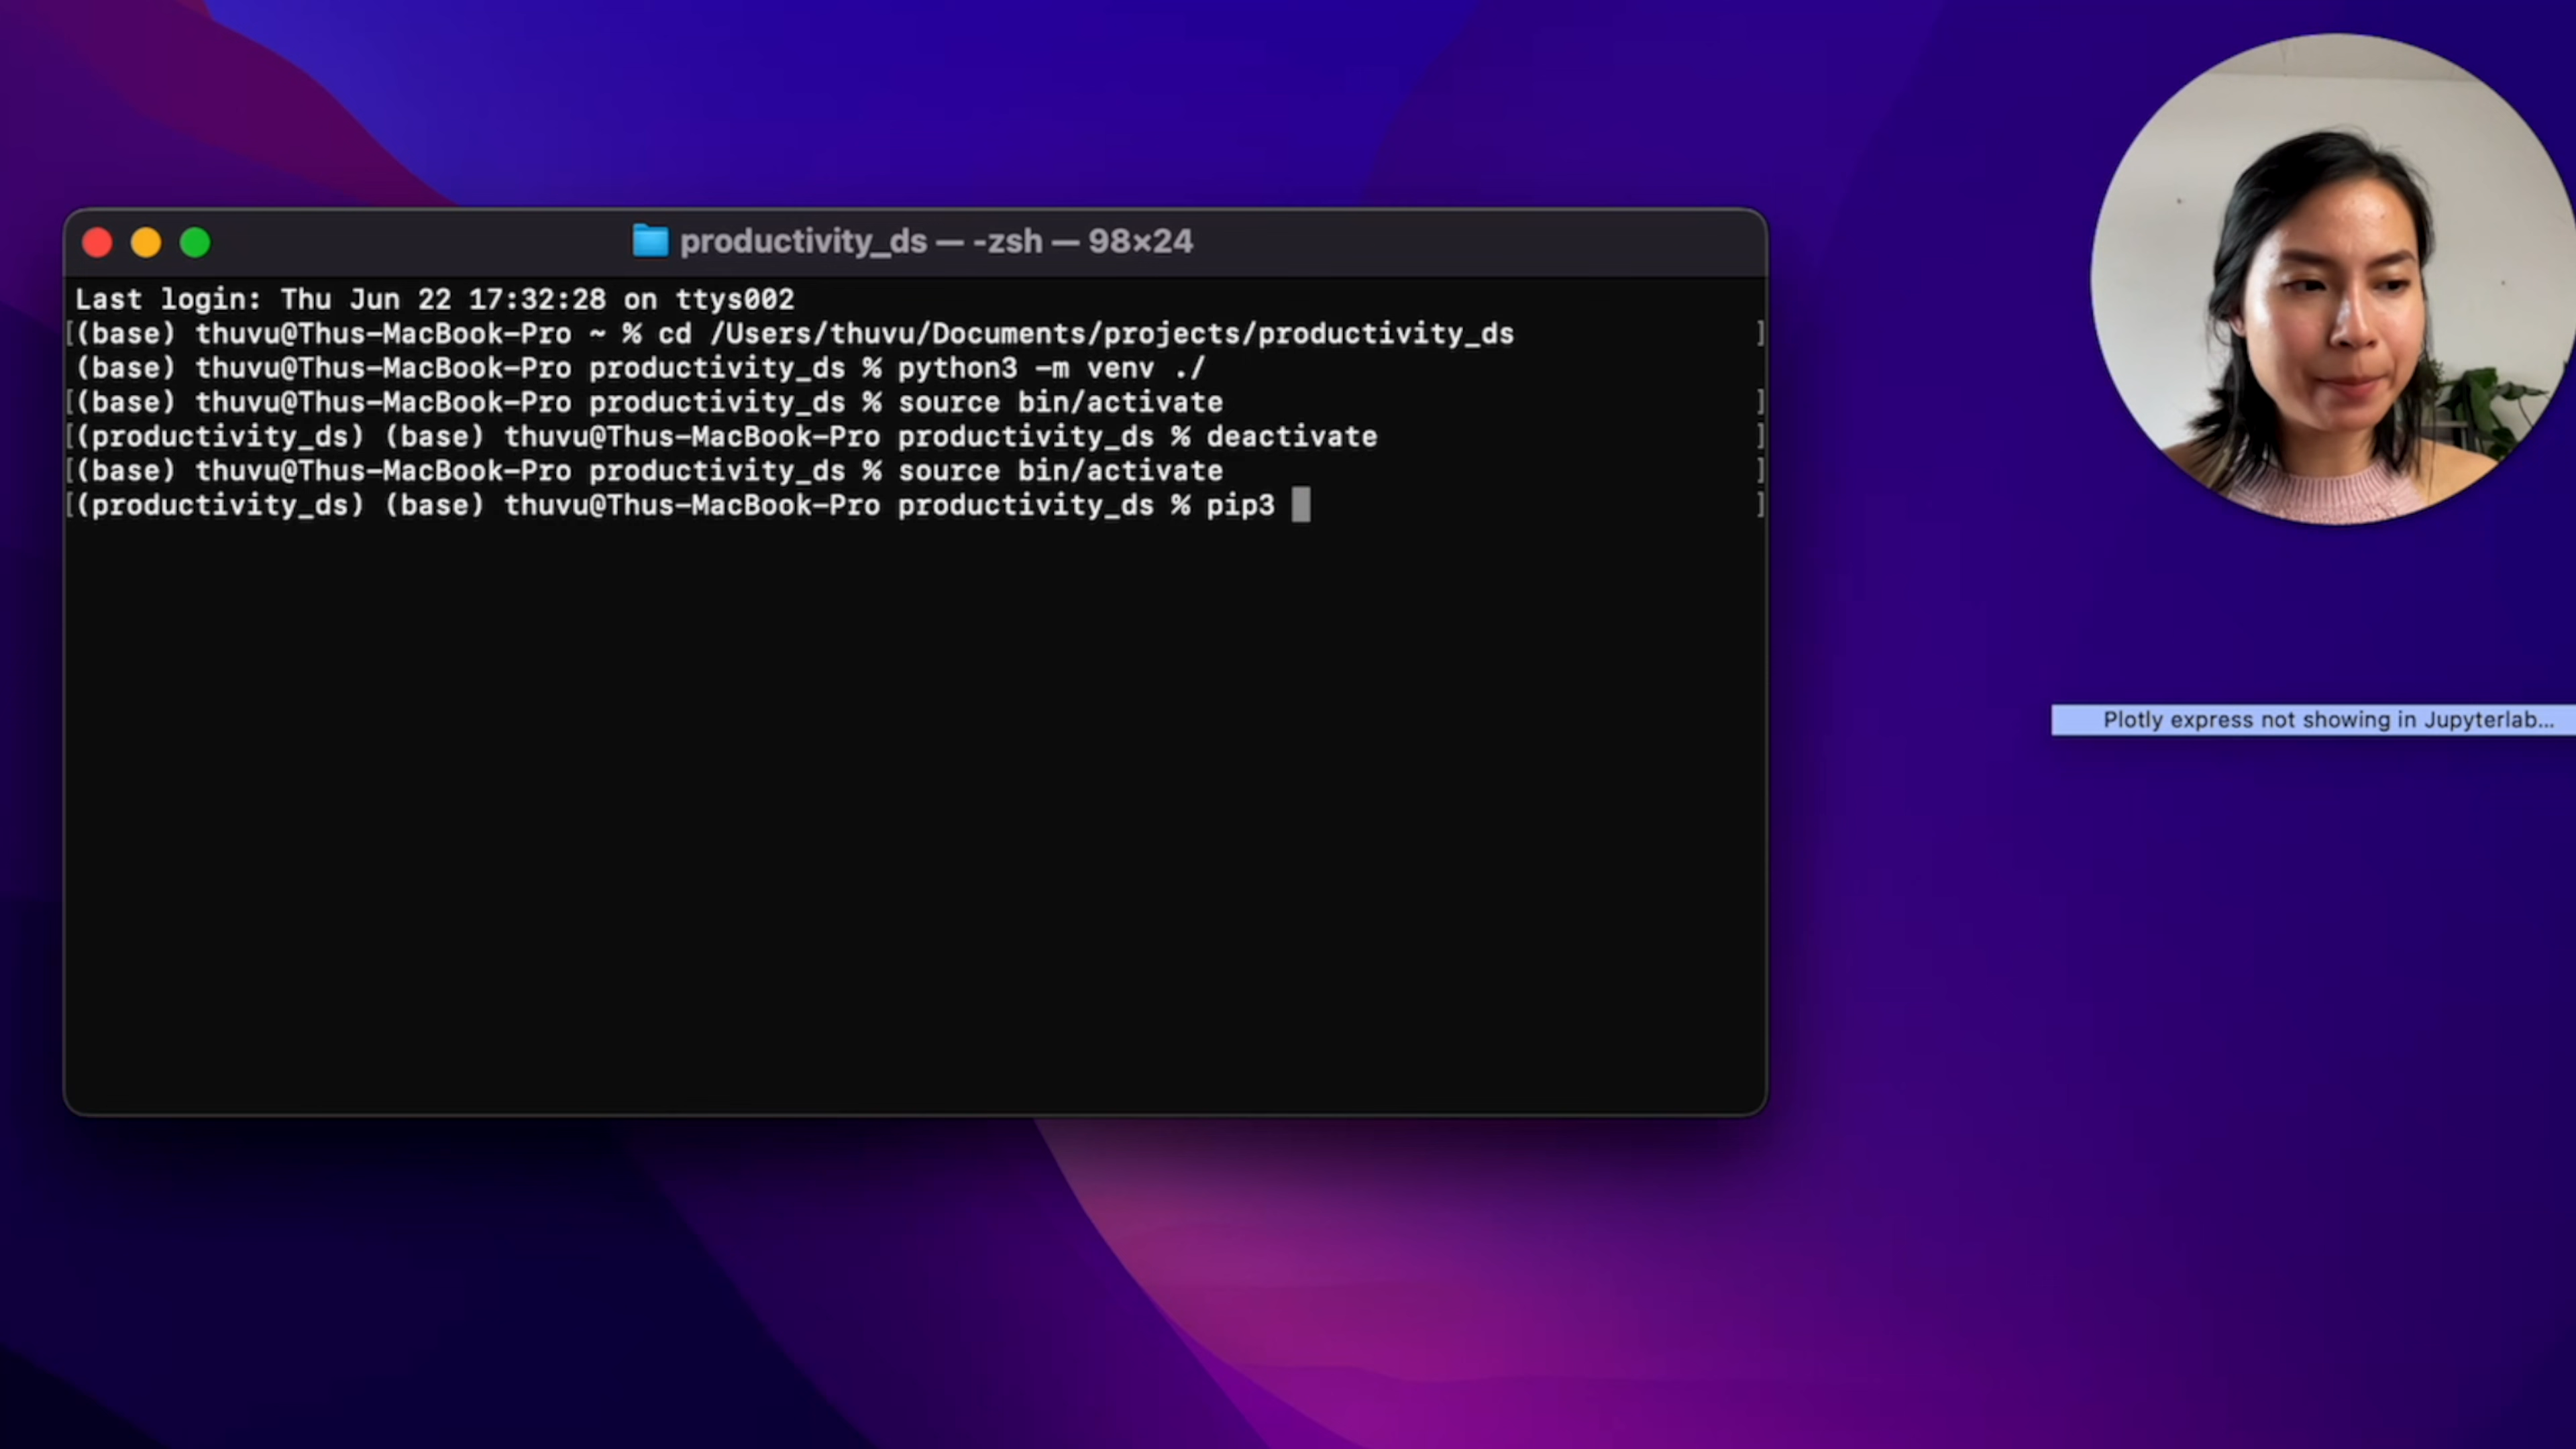 productivity_ds — -zsh — 98×24
Last login: Thu Jun 22 17:32:28 on ttys002
[(base) thuvu@Thus-MacBook-Pro ~ % cd /Users/thuvu/Documents/projects/productivity_ds ]
(base) thuvu@Thus-MacBook-Pro productivity_ds % python3 -m venv ./
[(base) thuvu@Thus-MacBook-Pro productivity_ds % source bin/activate ]
[(productivity_ds) (base) thuvu@Thus-MacBook-Pro productivity_ds % deactivate ]
[(base) thuvu@Thus-MacBook-Pro productivity_ds % source bin/activate ]
[(productivity_ds) (base) thuvu@Thus-MacBook-Pro productivity_ds % pip3 ]
Plotly express not showing in Jupyterlab...